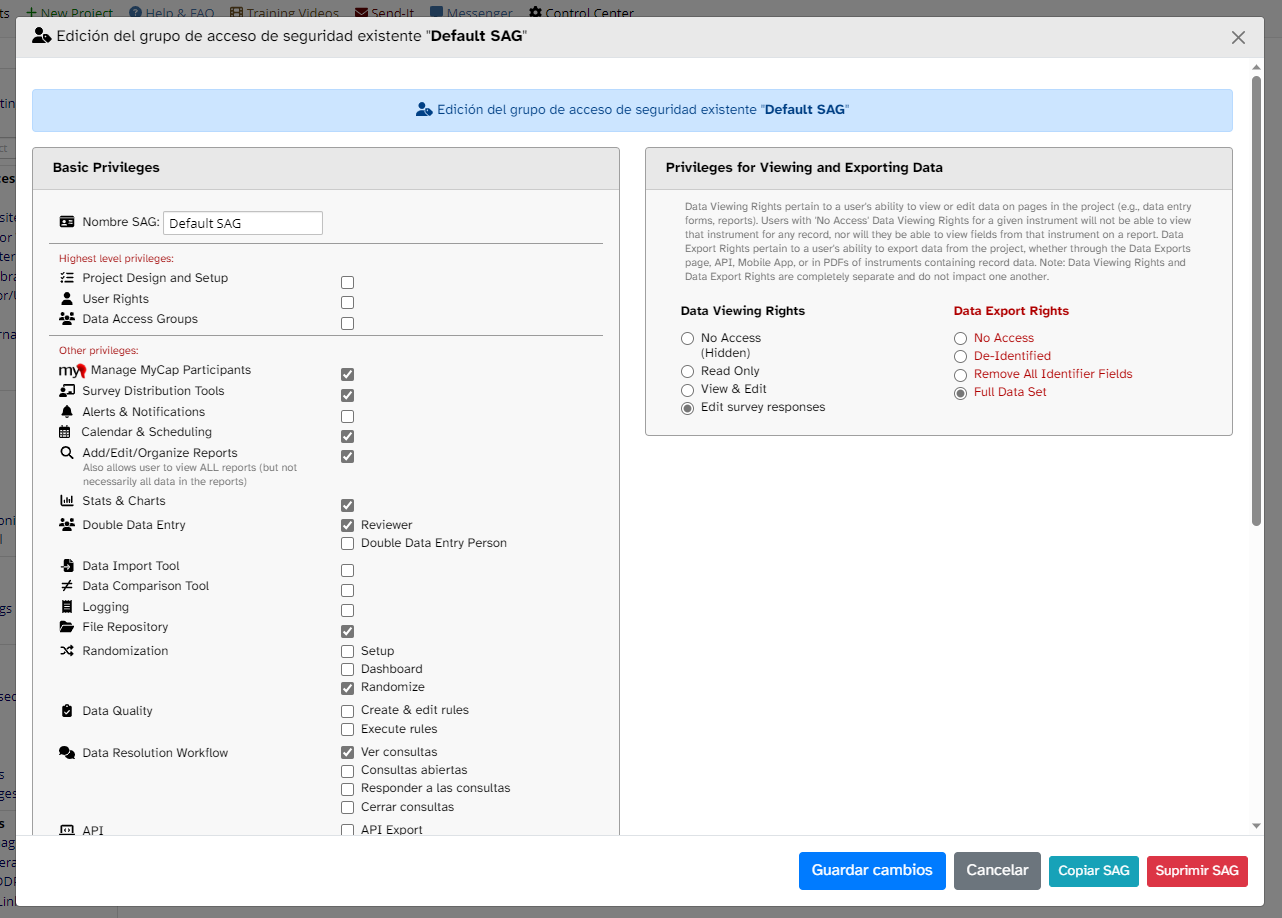 New Project Help & FAQ Training Videos Send-It Messenger Control Center
Edición del grupo de acceso de seguridad existente "Default SAG"
Edición del grupo de acceso de seguridad existente "Default SAG"
Basic Privileges
Nombre SAG: Default SAG
Highest level privileges:
Project Design and Setup
User Rights
Data Access Groups
Other privileges:
my Manage MyCap Participants
Survey Distribution Tools
Alerts & Notifications
Calendar & Scheduling
Add/Edit/Organize Reports
Also allows user to view ALL reports (but not
necessarily all data in the reports)
Stats & Charts
Double Data Entry Reviewer
Double Data Entry Person
Data Import Tool
Data Comparison Tool
Logging
File Repository
Randomization Setup
Dashboard
Randomize
Data Quality Create & edit rules
Execute rules
Data Resolution Workflow Ver consultas
Consultas abiertas
Responder a las consultas
Cerrar consultas
API API Export
Privileges for Viewing and Exporting Data
Data Viewing Rights pertain to a user's ability to view or edit data on pages in the project (e.g., data entry
forms, reports). Users with 'No Access' Data Viewing Rights for a given instrument will not be able to view
that instrument for any record, nor will they be able to view fields from that instrument on a report. Data
Export Rights pertain to a user's ability to export data from the project, whether through the Data Exports
page, API, Mobile App, or in PDFs of instruments containing record data. Note: Data Viewing Rights and
Data Export Rights are completely separate and do not impact one another.
Data Viewing Rights
No Access
(Hidden)
Read Only
View & Edit
Edit survey responses
Data Export Rights
No Access
De-Identified
Remove All Identifier Fields
Full Data Set
Guardar cambios Cancelar Copiar SAG Suprimir SAG